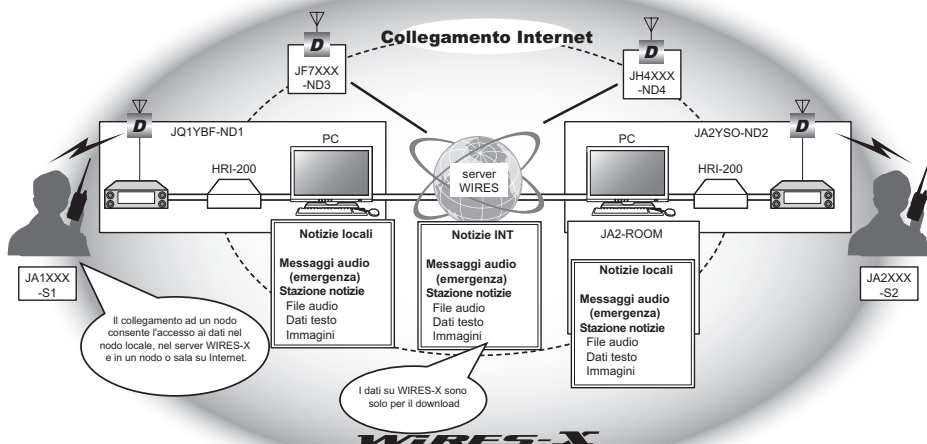 Collegamento Internet
D
JF7XXX
-ND3
D
JH4XXX
-ND4
D
JQ1YBF-ND1
PC
HRI-200
server
WIRES
PC
JA2YSO-ND2
D
HRI-200
JA1XXX
-S1
JA2XXX
-S2
Notizie locali
Messaggi audio
(emergenza)
Stazione notizie
File audio
Dati testo
Immagini
Notizie INT
Messaggi audio
(emergenza)
Stazione notizie
File audio
Dati testo
Immagini
JA2-ROOM
Notizie locali
Messaggi audio
(emergenza)
Stazione notizie
File audio
Dati testo
Immagini
Il collegamento ad un nodo
consente l'accesso ai dati nel
nodo locale, nel server WIRES-X
e in un nodo o sala su Internet.
I dati su WIRES-X sono
solo per il download
WIRES-X